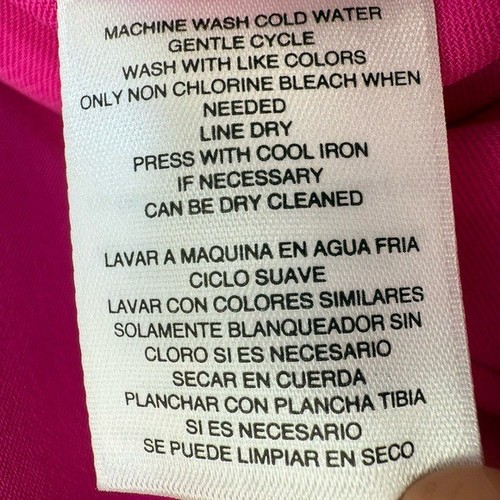 MACHINE WASH COLD WATER
GENTLE CYCLE
WASH WITH LIKE COLORS
ONLY NON CHLORINE BLEACH WHEN
NEEDED
LINE DRY
PRESS WITH COOL IRON
IF NECESSARY
CAN BE DRY CLEANED
LAVAR A MAQUINA EN AGUA FRIA
CICLO SUAVE
LAVAR CON COLORES SIMILARES
SOLAMENTE BLANQUEADOR SIN
CLORO SI ES NECESARIO
SECAR EN CUERDA
PLANCHAR CON PLANCHA TIBIA
SI ES NECESARIO
SE PUEDE LIMPIAR EN SECO